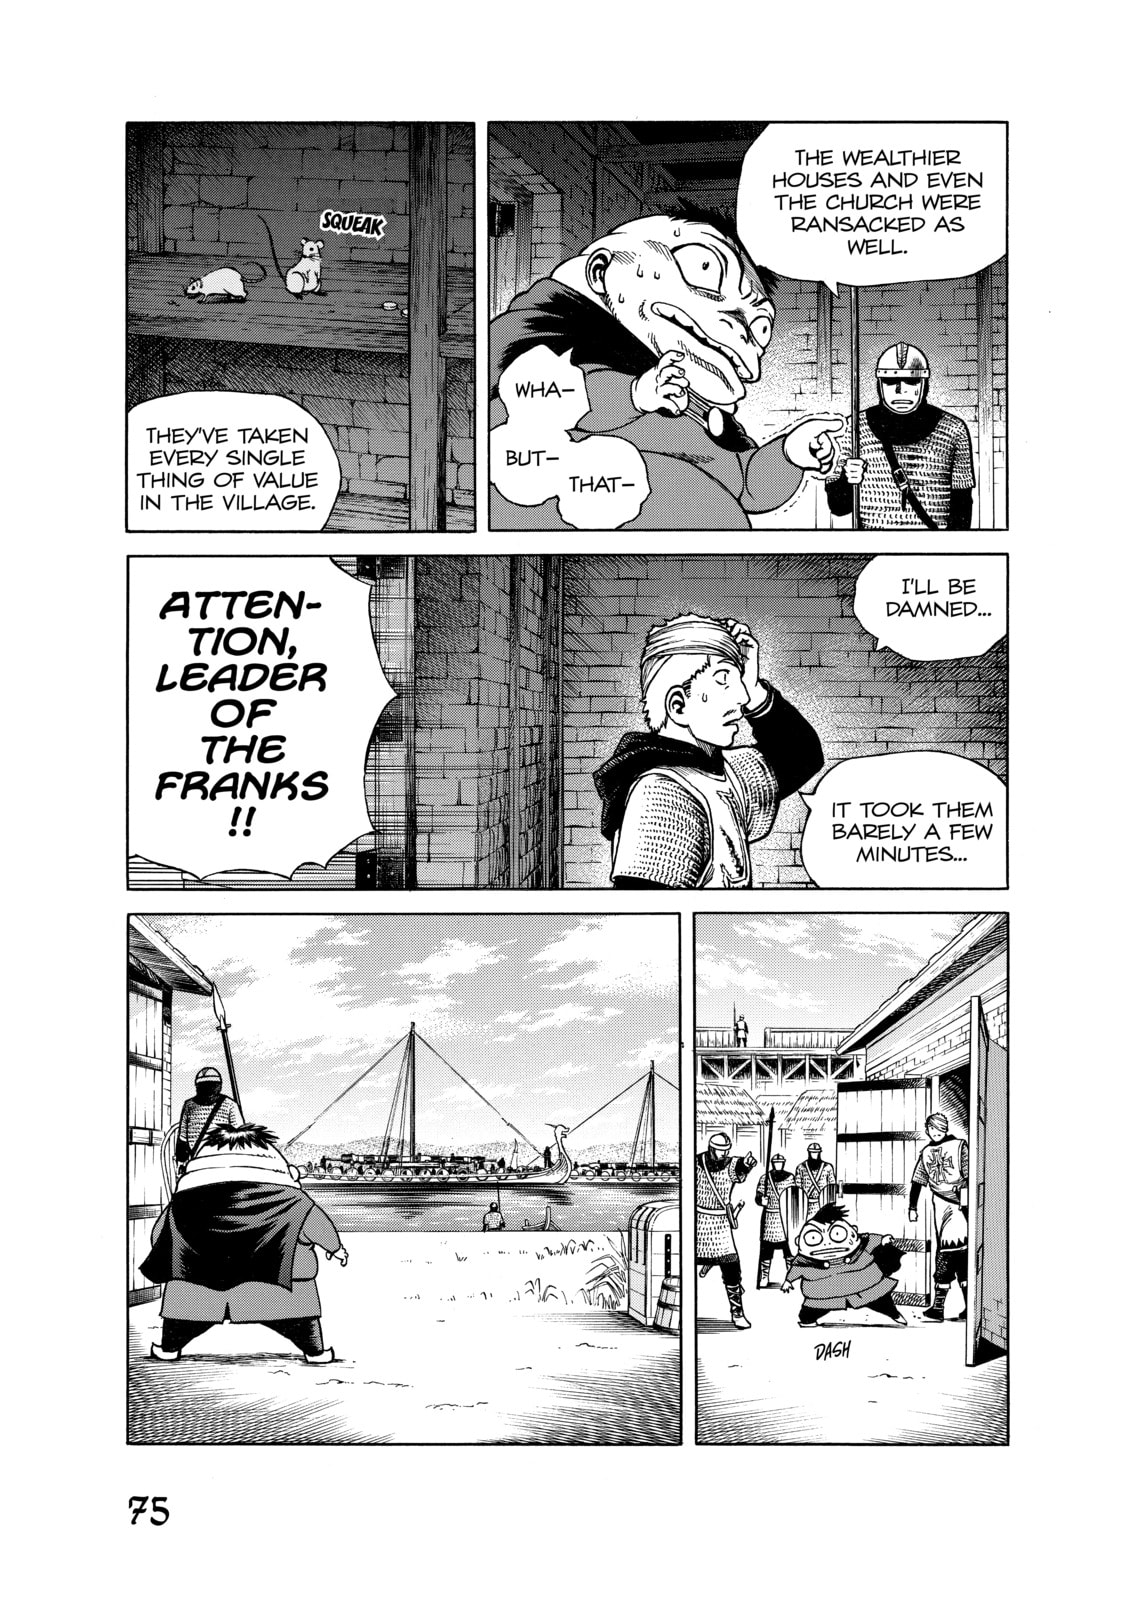 THE WEALTHIER
HOUSES AND EVEN
THE CHURCH WERE
RANSACKED AS
WELL.
WHA–
BUT–
THAT–
SQUEAK
THEY'VE TAKEN
EVERY SINGLE
THING OF VALUE
IN THE VILLAGE.
I'LL BE
DAMNED...
IT TOOK THEM
BARELY A FEW
MINUTES...
ATTEN-
TION,
LEADER
OF
THE
FRANKS
!!
DASH
75